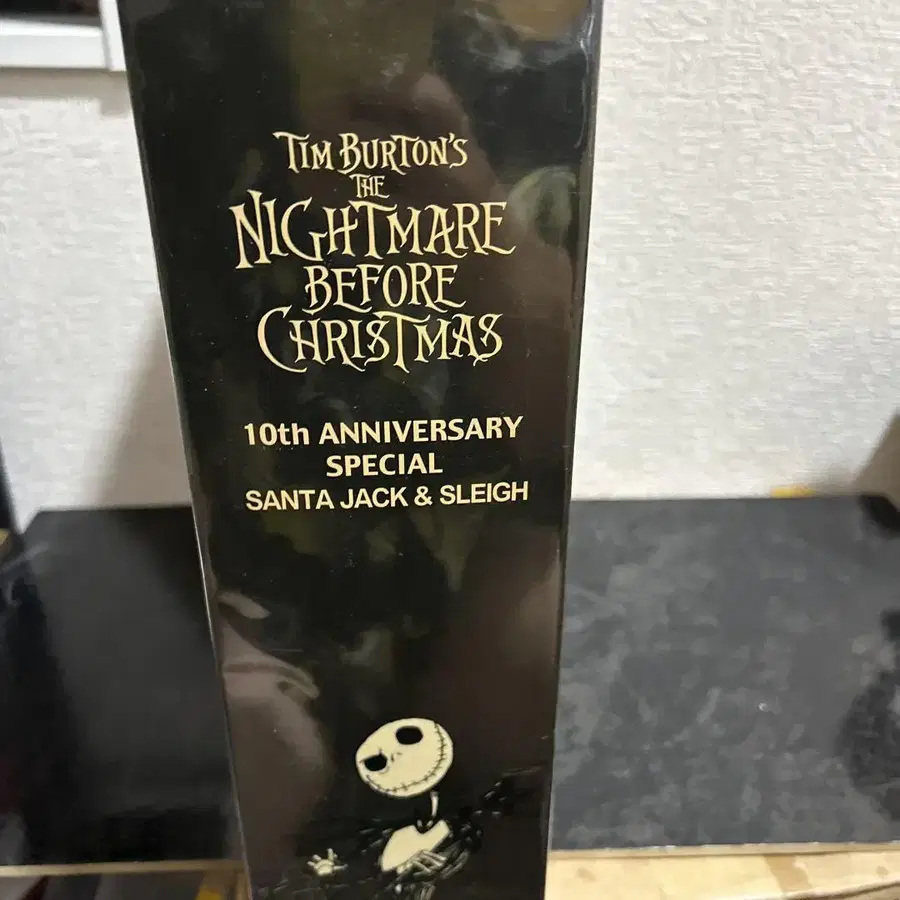 TIM BURTON'S
THE
NIGHTMARE
BEFORE
CHRISTMAS
10th ANNIVERSARY
SPECIAL
SANTA JACK & SLEIGH